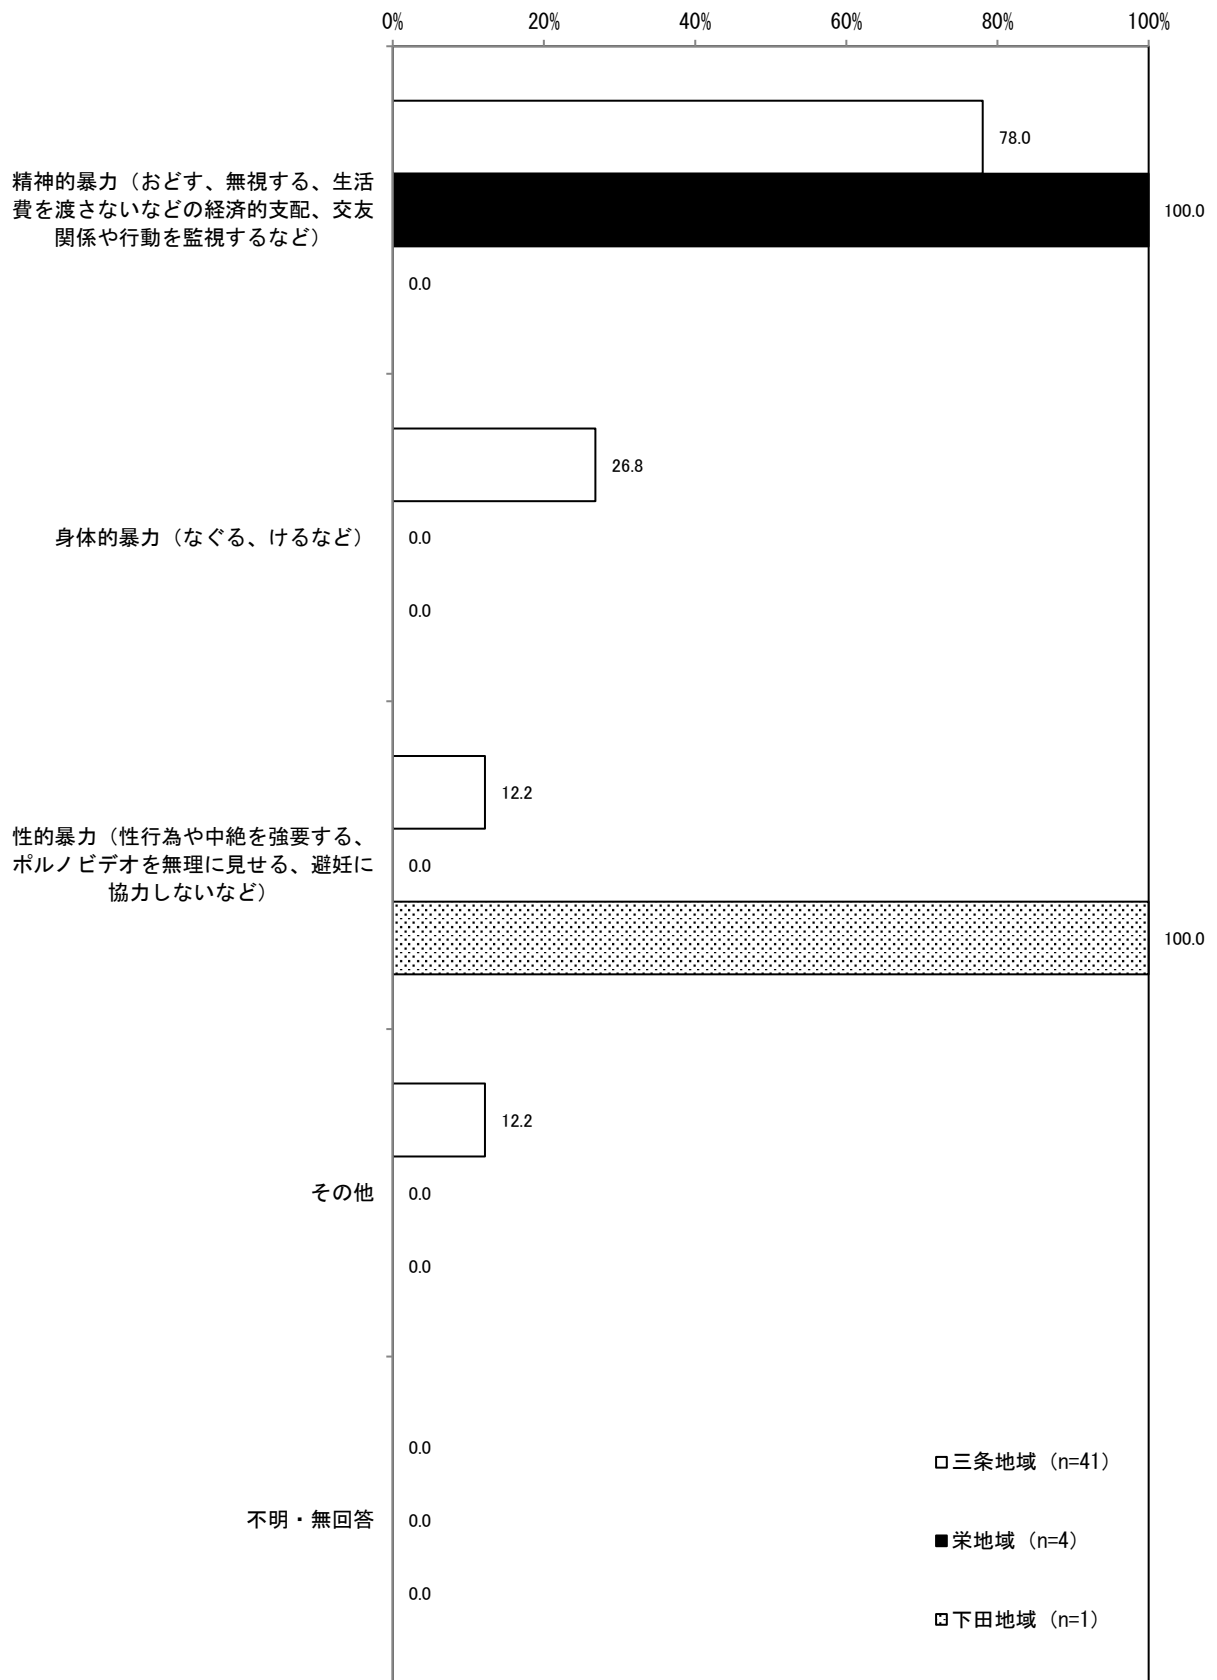 0% 20% 40% 60% 80% 100%
78.0
精神的暴力（おどす、無視する、生活
費を渡さないなどの経済的支配、交友
関係や行動を監視するなど）
100.0
0.0
26.8
身体的暴力（なぐる、けるなど）
0.0
0.0
12.2
性的暴力（性行為や中絶を強要する、
ポルノビデオを無理に見せる、避妊に
協力しないなど）
0.0
100.0
12.2
その他
0.0
0.0
0.0
不明・無回答
0.0
0.0
三条地域（n=41）
栄地域（n=4）
下田地域（n=1）